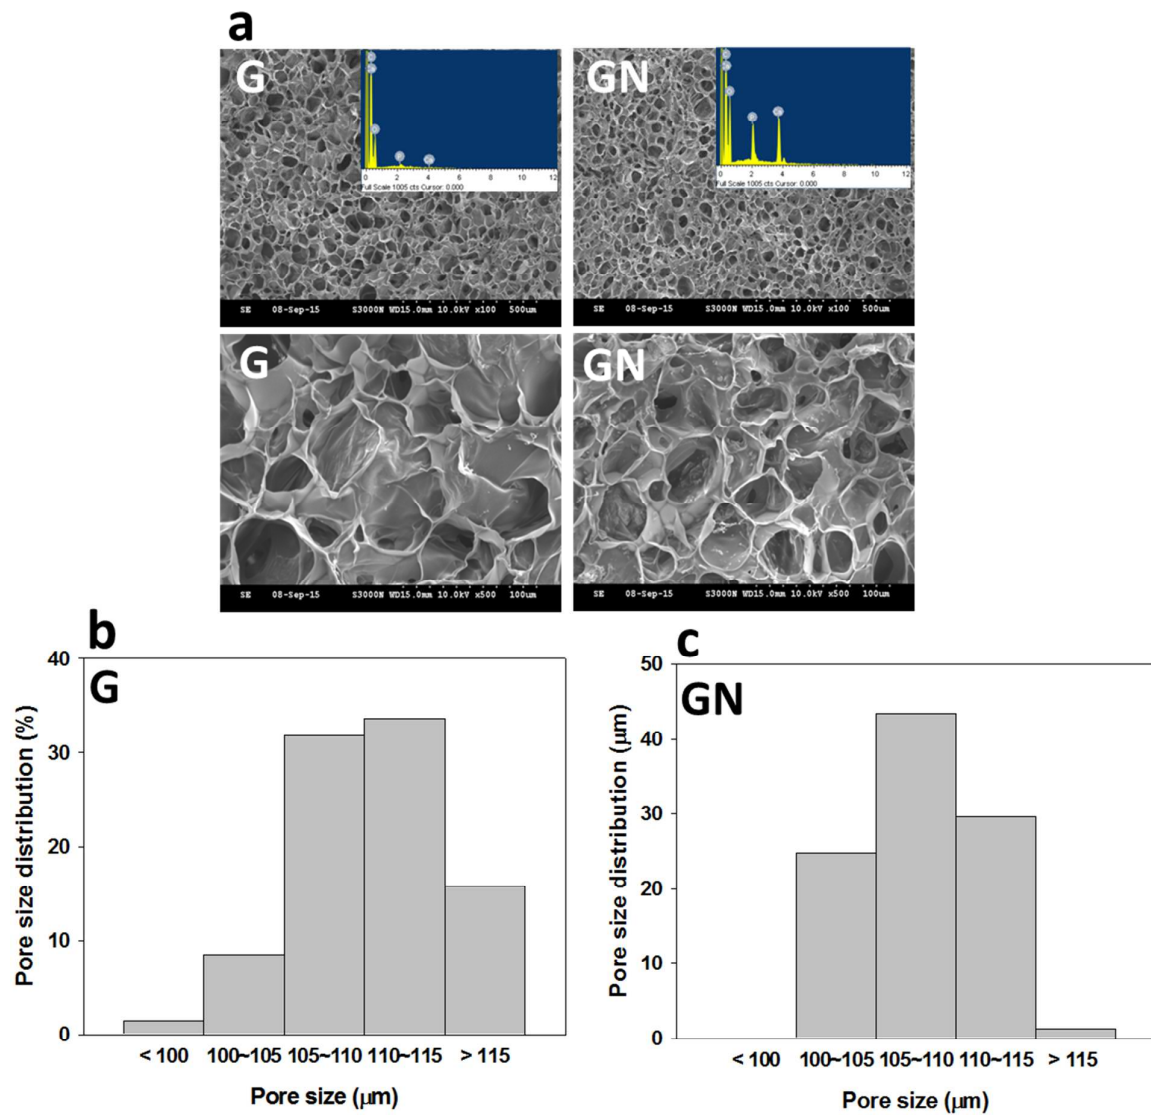 a
G
0 2 4 6 8 10 12
Full Scale 1005 cts Cursor: 0.000
SE 08-Sep-15 S3000N WD15.0mm 10.0kV x100 500um
GN
0 2 4 6 8 10 12
Full Scale 1005 cts Cursor: 0.000
SE 08-Sep-15 S3000N WD15.0mm 10.0kV x100 500um
G
SE 08-Sep-15 S3000N WD15.0mm 10.0kV x500 100um
GN
SE 08-Sep-15 S3000N WD15.0mm 10.0kV x500 100um
b
G
Pore size distribution (%)
40
30
20
10
0
< 100 100~105 105~110 110~115 > 115
Pore size (μm)
c
GN
Pore size distribution (μm)
50
40
30
20
10
0
< 100 100~105 105~110 110~115 > 115
Pore size (μm)